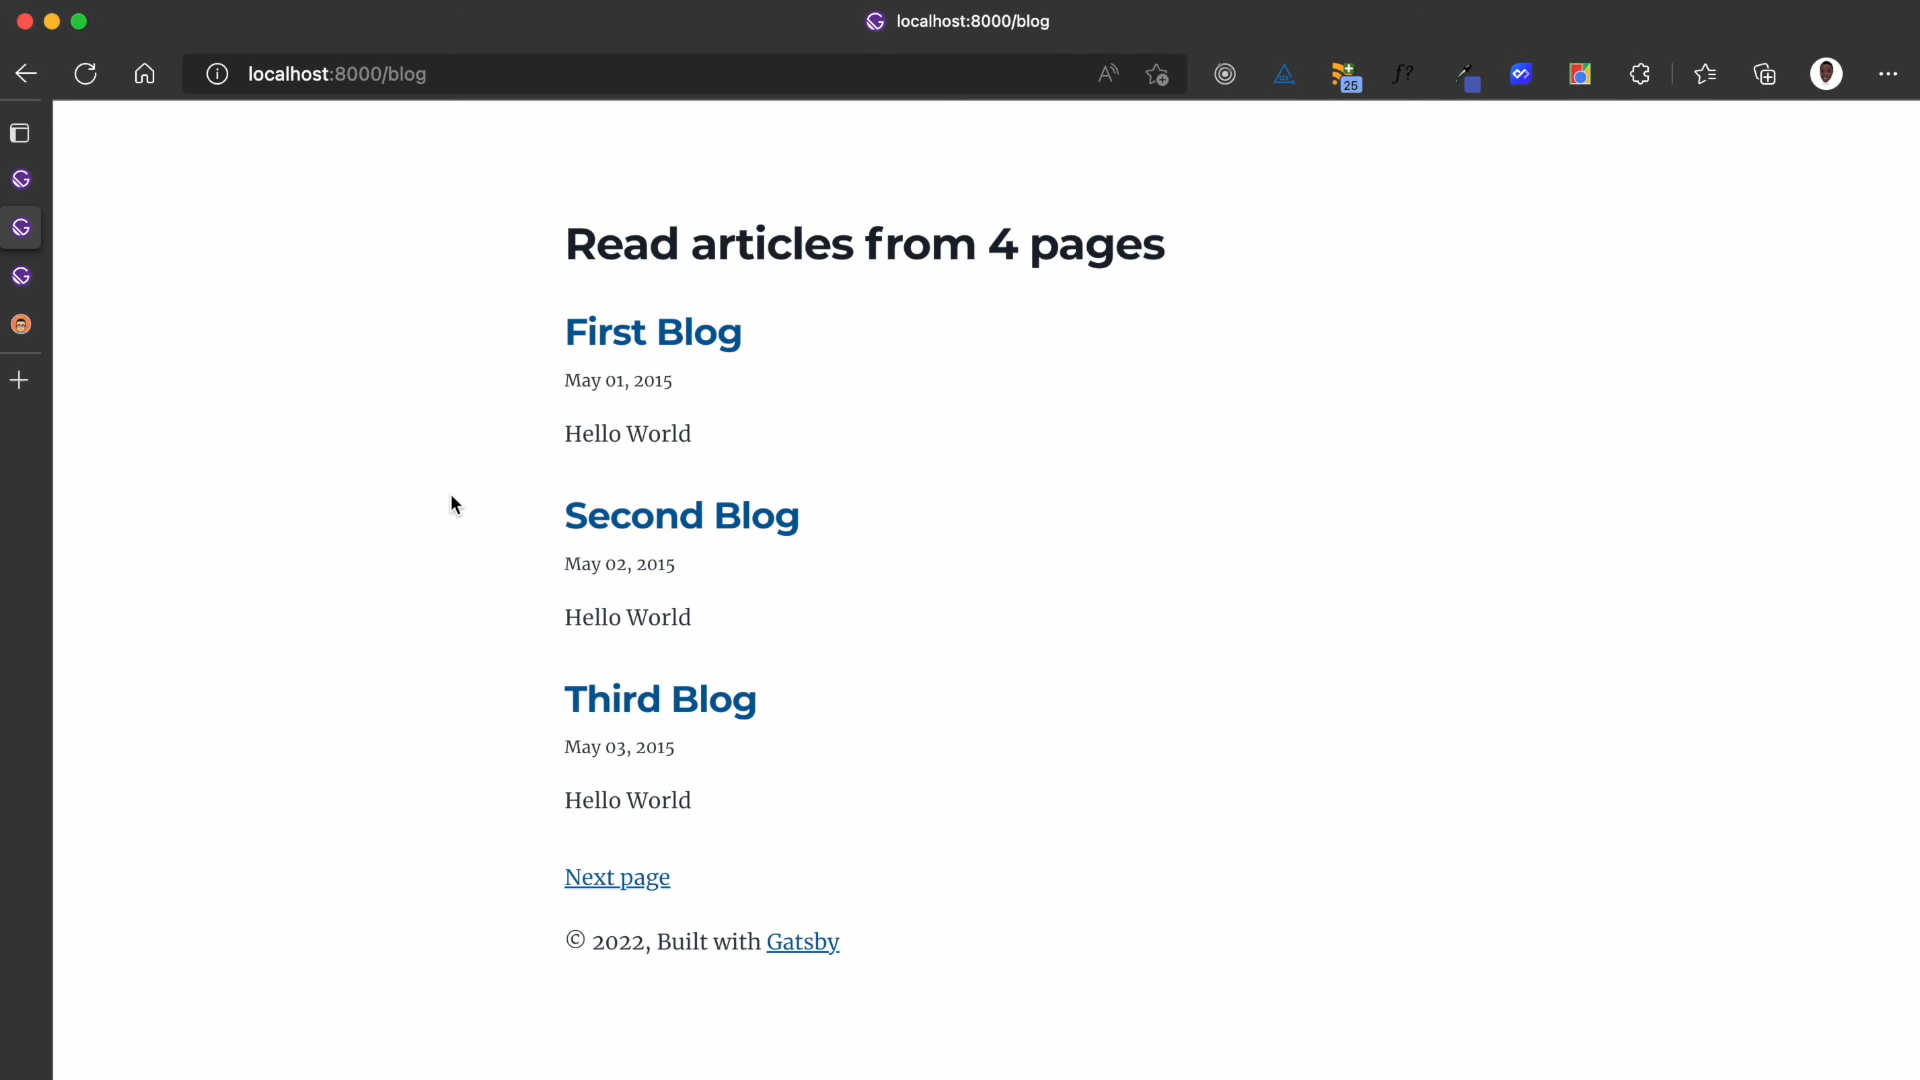 localhost:8000/blog
localhost:8000/blog
25
f?
Read articles from 4 pages
First Blog
May 01, 2015
Hello World
Second Blog
May 02, 2015
Hello World
Third Blog
May 03, 2015
Hello World
Next page
© 2022, Built with Gatsby